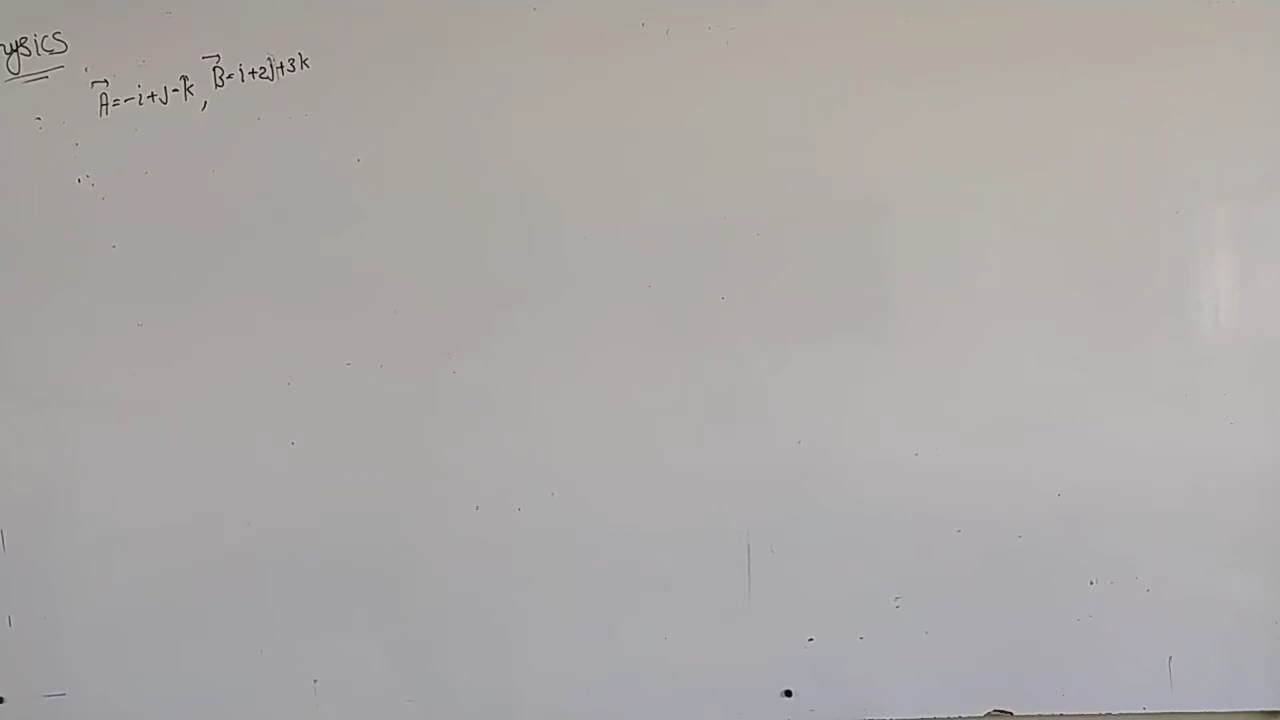 ysics
A⃗ = -i+j-k, B⃗ = i+2j+3k